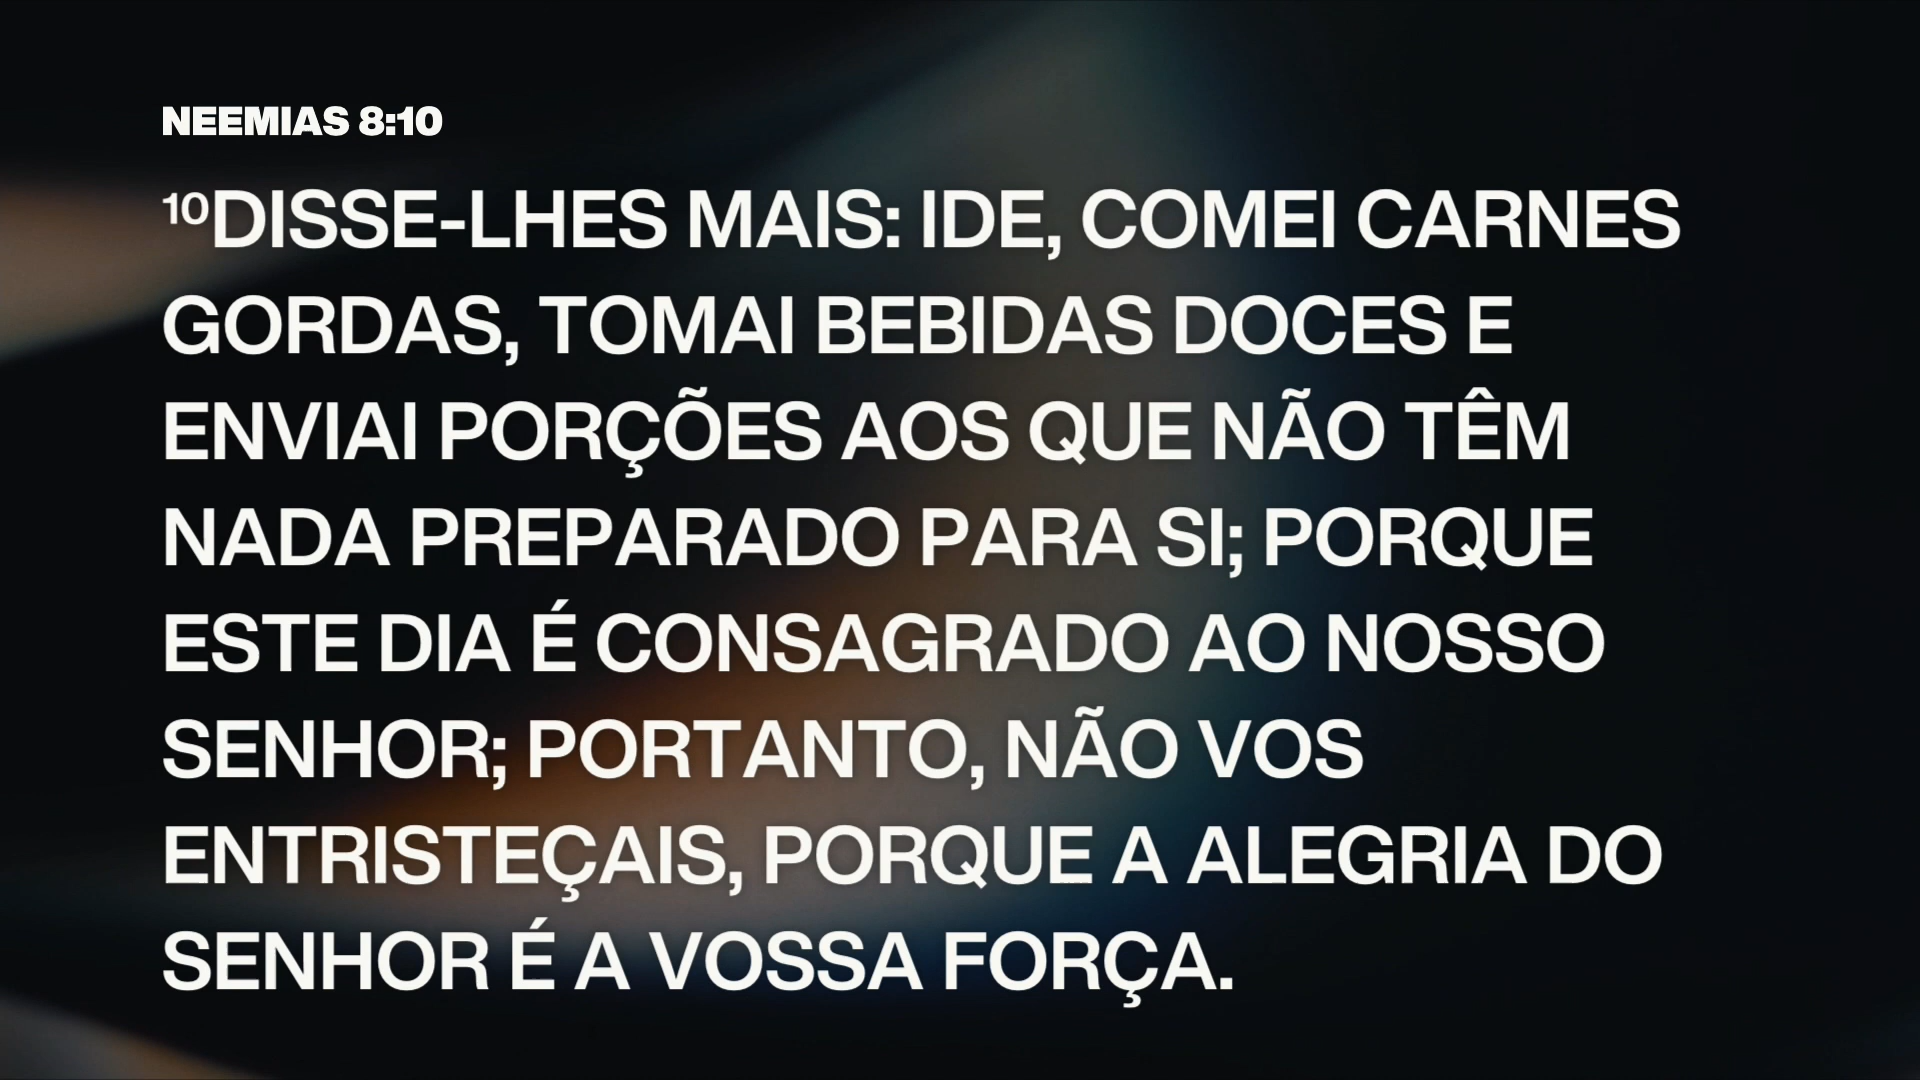 NEEMIAS 8:10
¹⁰DISSE-LHES MAIS: IDE, COMEI CARNES
GORDAS, TOMAI BEBIDAS DOCES E
ENVIAI PORÇÕES AOS QUE NÃO TÊM
NADA PREPARADO PARA SI; PORQUE
ESTE DIA É CONSAGRADO AO NOSSO
SENHOR; PORTANTO, NÃO VOS
ENTRISTEÇAIS, PORQUE A ALEGRIA DO
SENHOR É A VOSSA FORÇA.